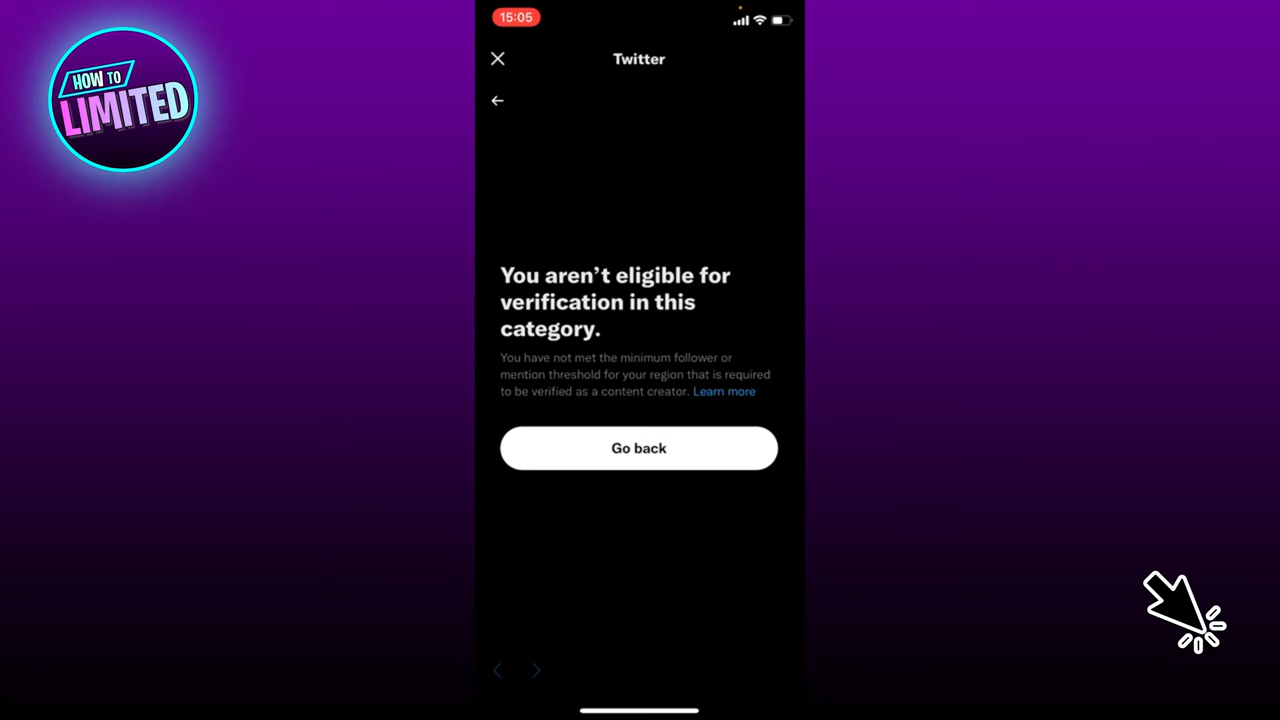 HOW TO
LIMITED
15:05
Twitter
You aren’t eligible for
verification in this
category.
You have not met the minimum follower or
mention threshold for your region that is required
to be verified as a content creator. Learn more
Go back